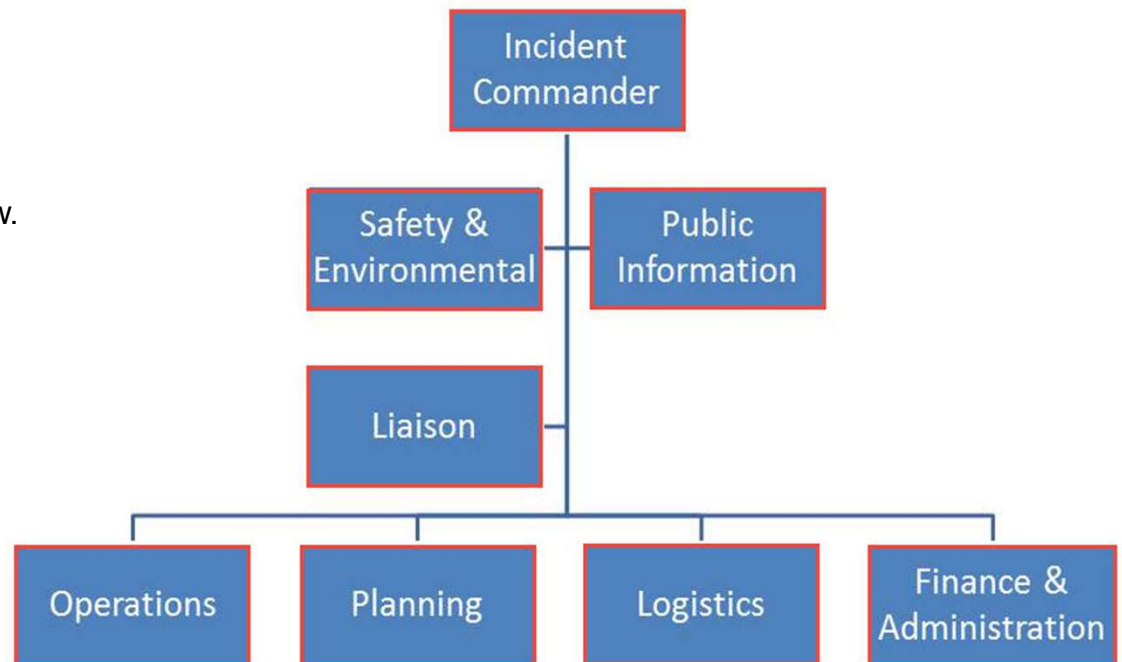 Incident
Commander
w.
Safety &
Environmental
Public
Information
Liaison
Operations
Planning
Logistics
Finance &
Administration